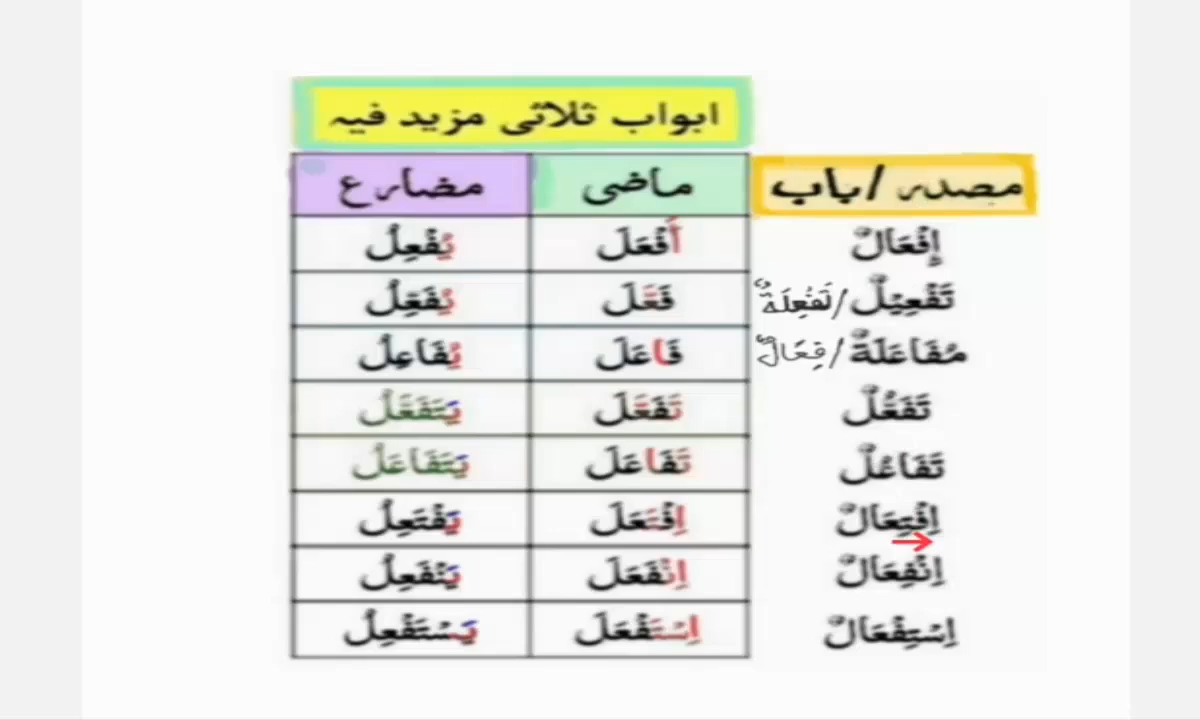 ابواب ثلاثی مزید فیہ
مصدر/باب ماضی مضارع
إِفْعَالٌ أَفْعَلَ يُفْعِلُ
تَفْعِيْلٌ/تَفْعِلَةٌ فَعَّلَ يُفَعِّلُ
مُفَاعَلَةٌ/فِعَالٌ فَاعَلَ يُفَاعِلُ
تَفَعُّلٌ تَفَعَّلَ يَتَفَعَّلُ
تَفَاعُلٌ تَفَاعَلَ يَتَفَاعَلُ
اِفْتِعَالٌ اِفْتَعَلَ يَفْتَعِلُ
اِنْفِعَالٌ اِنْفَعَلَ يَنْفَعِلُ
اِسْتِفْعَالٌ اِسْتَفْعَلَ يَسْتَفْعِلُ